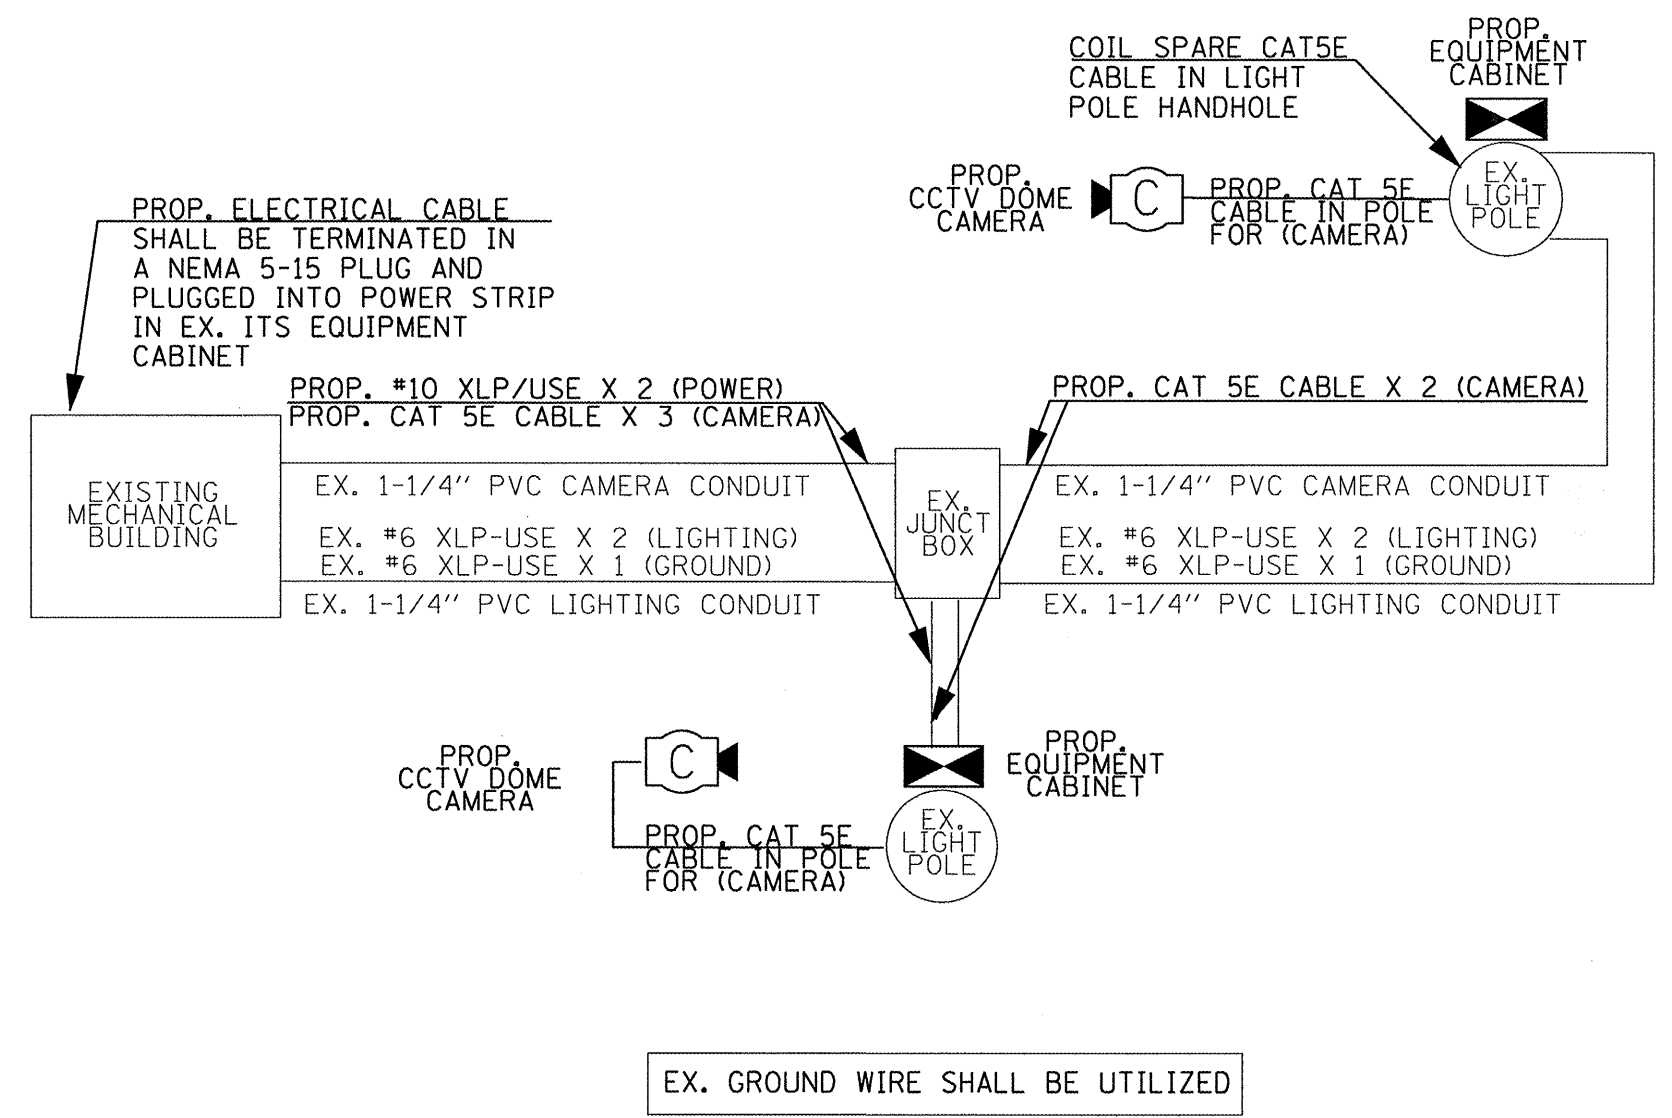 COIL SPARE CAT5E
CABLE IN LIGHT
POLE HANDHOLE
PROP.
EQUIPMENT
CABINET
PROP.
CCTV DOME
CAMERA
C
PROP. CAT 5E
CABLE IN POLE
FOR (CAMERA)
EX.
LIGHT
POLE
PROP. ELECTRICAL CABLE
SHALL BE TERMINATED IN
A NEMA 5-15 PLUG AND
PLUGGED INTO POWER STRIP
IN EX. ITS EQUIPMENT
CABINET
PROP. #10 XLP/USE X 2 (POWER)
PROP. CAT 5E CABLE X 3 (CAMERA)
PROP. CAT 5E CABLE X 2 (CAMERA)
EXISTING
MECHANICAL
BUILDING
EX. 1-1/4" PVC CAMERA CONDUIT
EX. #6 XLP-USE X 2 (LIGHTING)
EX. #6 XLP-USE X 1 (GROUND)
EX. 1-1/4" PVC LIGHTING CONDUIT
EX.
JUNCT
BOX
EX. 1-1/4" PVC CAMERA CONDUIT
EX. #6 XLP-USE X 2 (LIGHTING)
EX. #6 XLP-USE X 1 (GROUND)
EX. 1-1/4" PVC LIGHTING CONDUIT
PROP.
CCTV DOME
CAMERA
C
PROP.
EQUIPMENT
CABINET
PROP. CAT 5E
CABLE IN POLE
FOR (CAMERA)
EX.
LIGHT
POLE
EX. GROUND WIRE SHALL BE UTILIZED